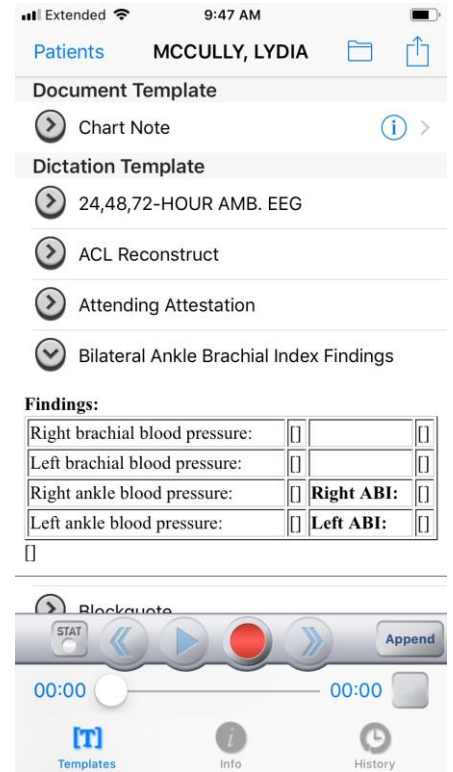 Extended 9:47 AM
Patients MCCULLY, LYDIA
Document Template
Chart Note
Dictation Template
24,48,72-HOUR AMB. EEG
ACL Reconstruct
Attending Attestation
Bilateral Ankle Brachial Index Findings
Findings:
Right brachial blood pressure: [] []
Left brachial blood pressure: [] []
Right ankle blood pressure: [] Right ABI: []
Left ankle blood pressure: [] Left ABI: []
[]
Blockquote
STAT Append
00:00 00:00
[T] i
Templates Info History